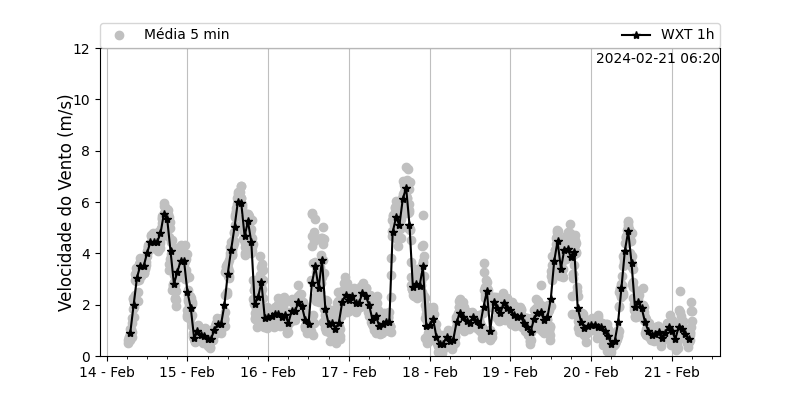 Média 5 min
WXT 1h
2024-02-21 06:20
Velocidade do Vento (m/s)
12
10
8
6
4
2
0
14 - Feb 15 - Feb 16 - Feb 17 - Feb 18 - Feb 19 - Feb 20 - Feb 21 - Feb